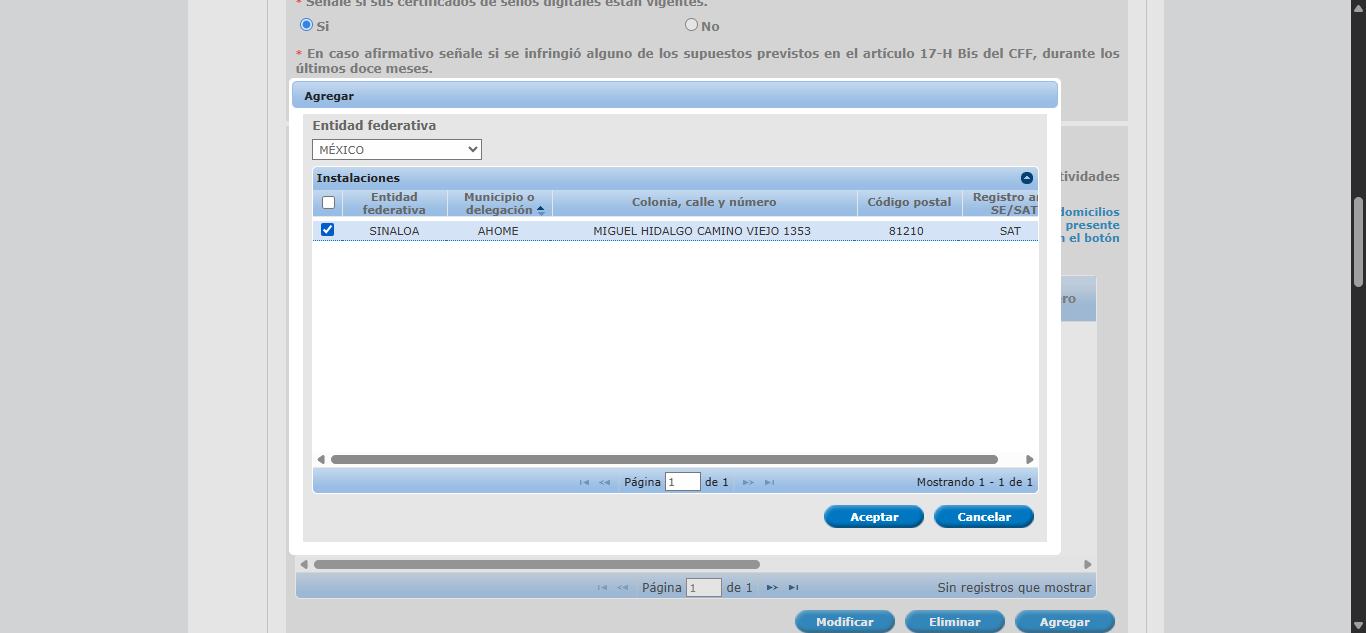 * Señale si sus certificados de sellos digitales están vigentes.
Si
No
* En caso afirmativo señale si se infringió alguno de los supuestos previstos en el artículo 17-H Bis del CFF, durante los
últimos doce meses.
Agregar
Entidad federativa
MÉXICO
tividades
Instalaciones
Entidad
federativa
Municipio o
delegación
Colonia, calle y número
Código postal
Registro a
SE/SAT
domicilios
presente
n el botón
SINALOA
AHOME
MIGUEL HIDALGO CAMINO VIEJO 1353
81210
SAT
ro
Página 1 de 1
Mostrando 1 - 1 de 1
Aceptar
Cancelar
Página 1 de 1
Sin registros que mostrar
Modificar
Eliminar
Agregar